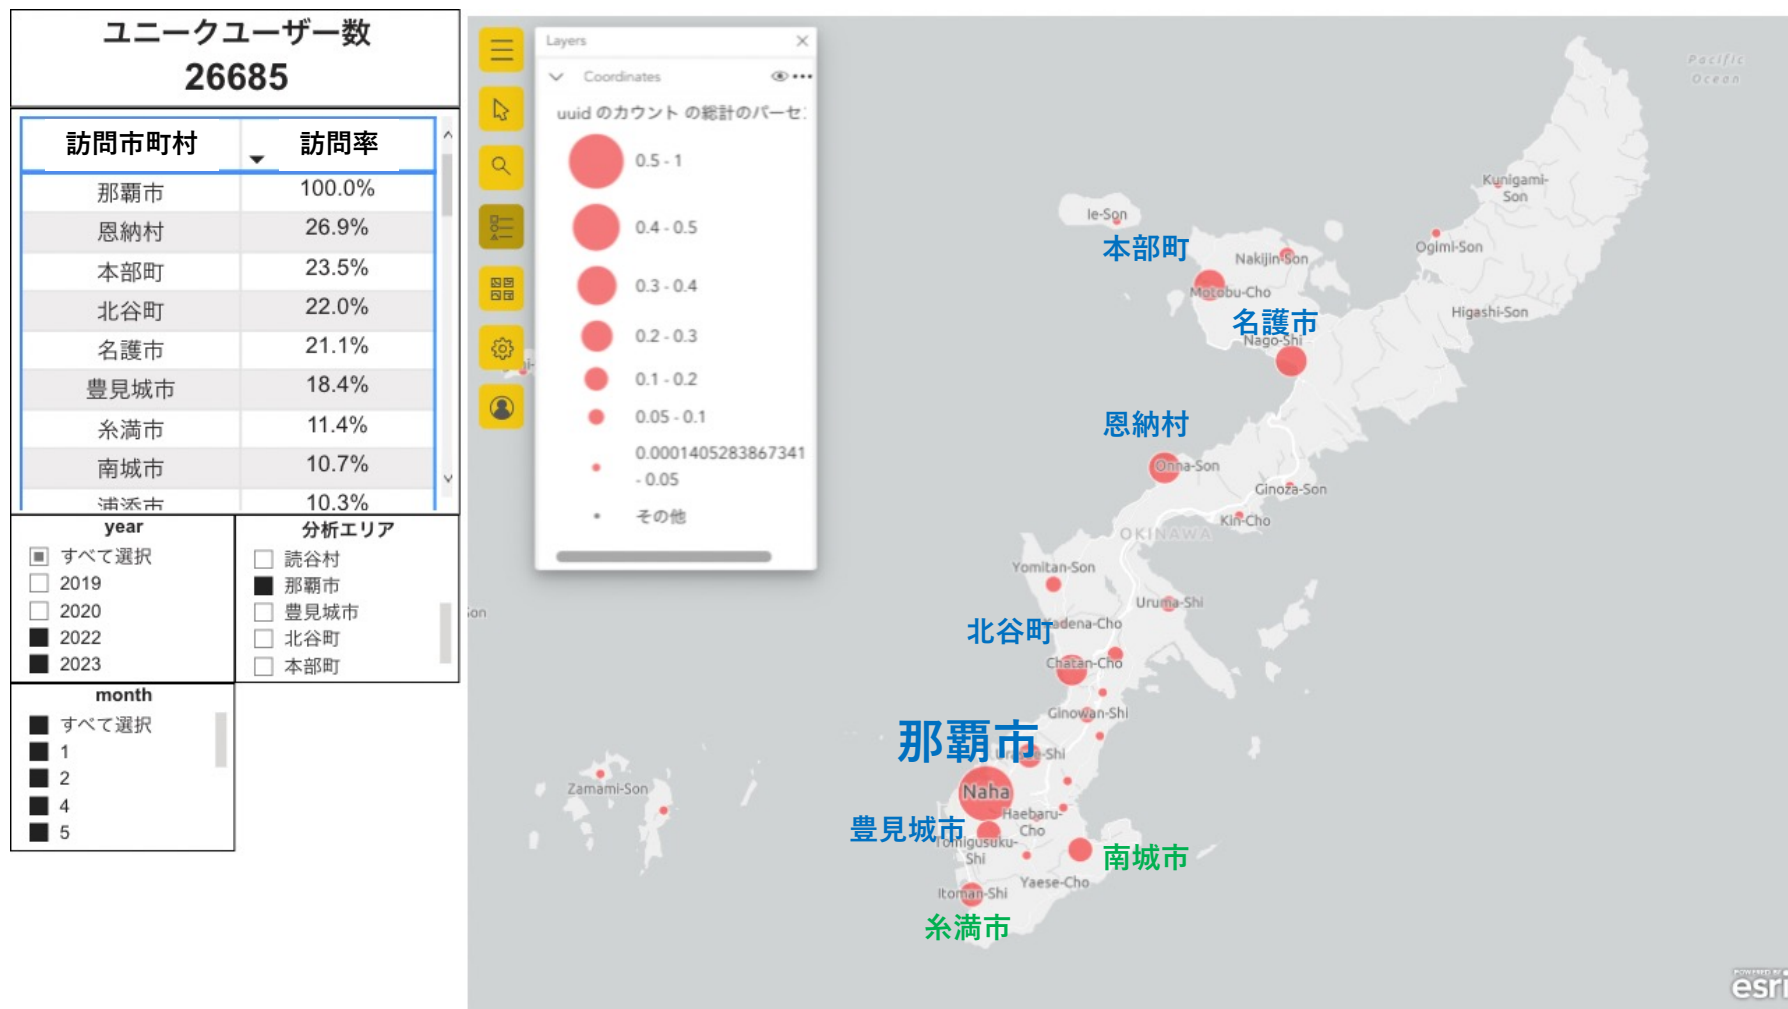 ユニークユーザー数
26685
訪問市町村 訪問率
那覇市 100.0%
恩納村 26.9%
本部町 23.5%
北谷町 22.0%
名護市 21.1%
豊見城市 18.4%
糸満市 11.4%
南城市 10.7%
浦添市 10.3%
year
すべて選択
2019
2020
2022
2023
分析エリア
読谷村
那覇市
豊見城市
北谷町
本部町
month
すべて選択
1
2
4
5
Layers
Coordinates
uuid のカウント の総計のパーセ
0.5 - 1
0.4 - 0.5
0.3 - 0.4
0.2 - 0.3
0.1 - 0.2
0.05 - 0.1
0.0001405283867341
- 0.05
その他
Pacific
Ocean
Kunigami-
Son
Ie-Son
本部町
Nakijin-Son
Ogimi-Son
Motobu-Cho
Higashi-Son
名護市
Nago-Shi
恩納村
Onna-Son
Ginoza-Son
Kin-Cho
OKINAWA
Yomitan-Son
Uruma-Shi
北谷町
Kadena-Cho
Chatan-Cho
Ginowan-Shi
那覇市
Urasoe-Shi
Zamami-Son
Naha
Haebaru-
Cho
豊見城市
Tomigusuku-
Shi
南城市
Yaese-Cho
Itoman-Shi
糸満市
POWERED BY
esri